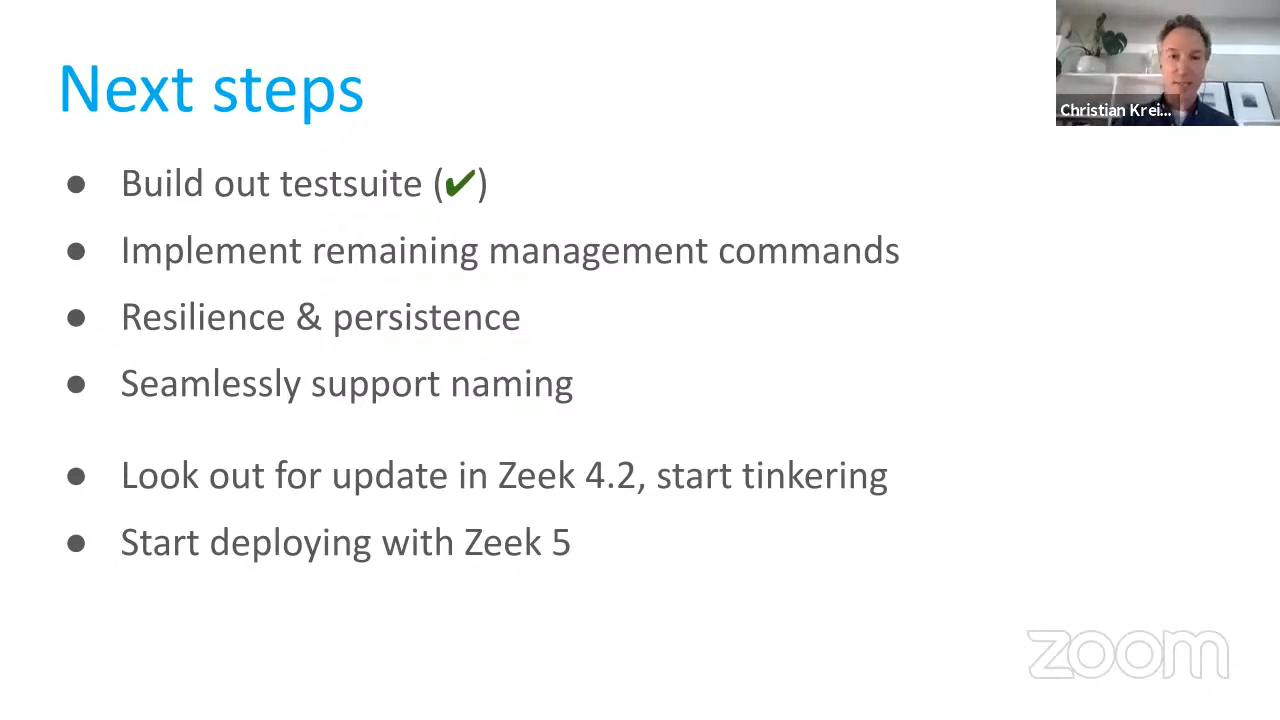 Next steps
Christian Krei...
● Build out testsuite (✔)
● Implement remaining management commands
● Resilience & persistence
● Seamlessly support naming
● Look out for update in Zeek 4.2, start tinkering
● Start deploying with Zeek 5
zoom